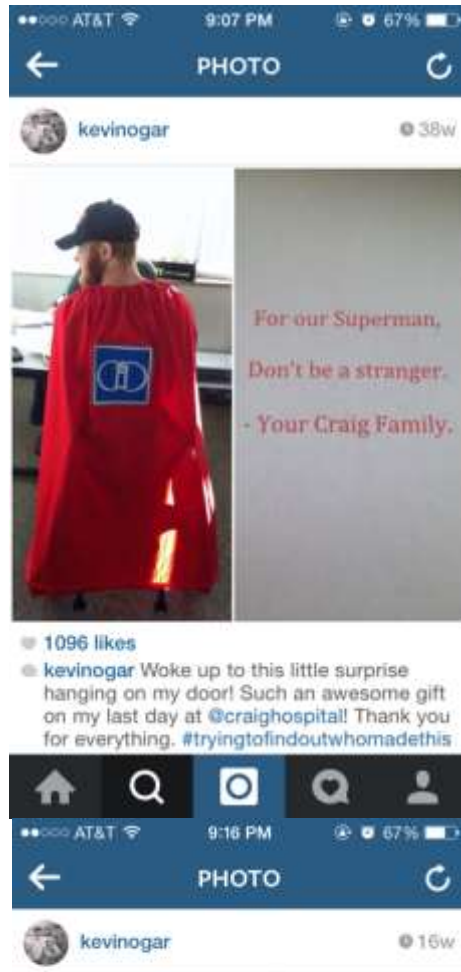 AT&T 9:07 PM 67%
PHOTO
kevinogar 38w
For our Superman,
Don't be a stranger.
- Your Craig Family.
1096 likes
kevinogar Woke up to this little surprise
hanging on my door! Such an awesome gift
on my last day at @craighospital! Thank you
for everything. #tryingtofindoutwhomadethis
AT&T 9:16 PM 67%
PHOTO
kevinogar 16w